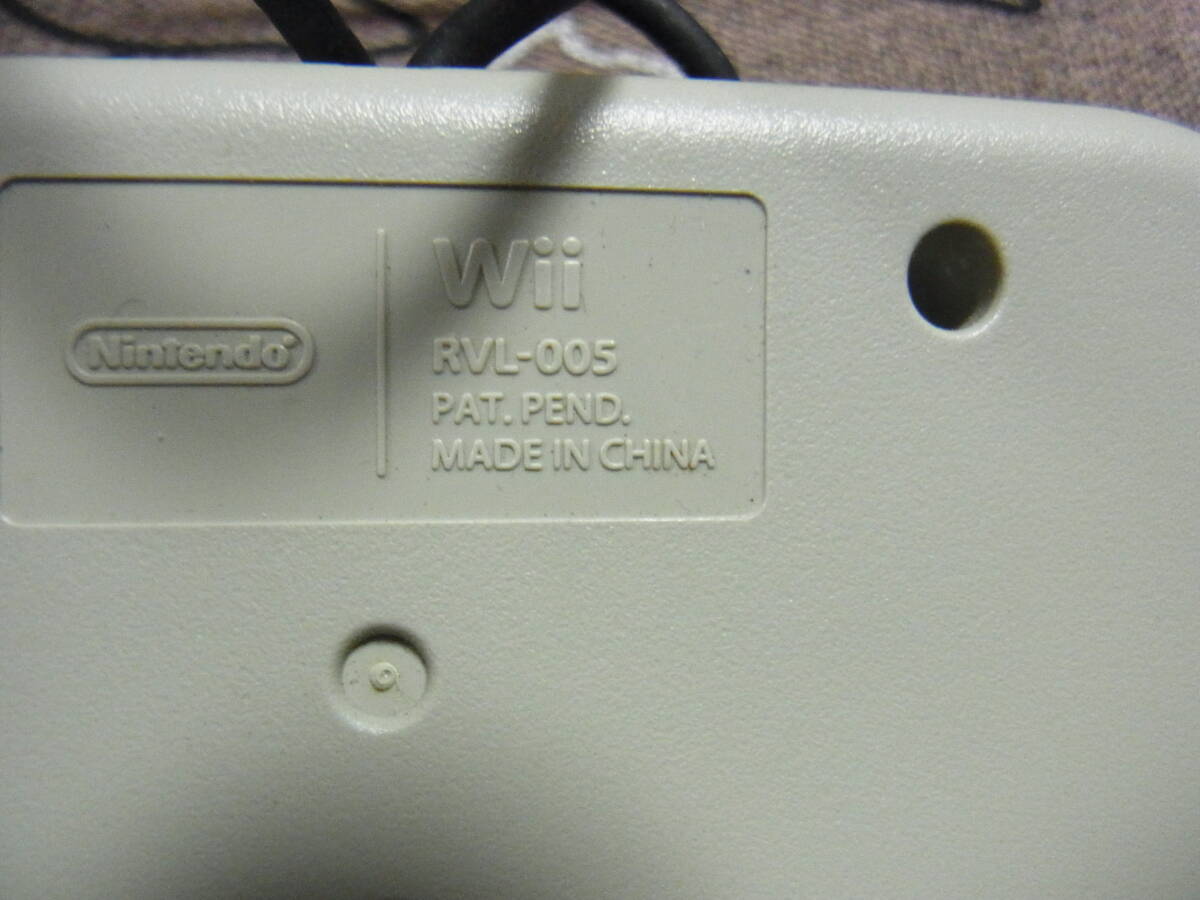 Nintendo
Wii
RVL-005
PAT. PEND.
MADE IN CHINA